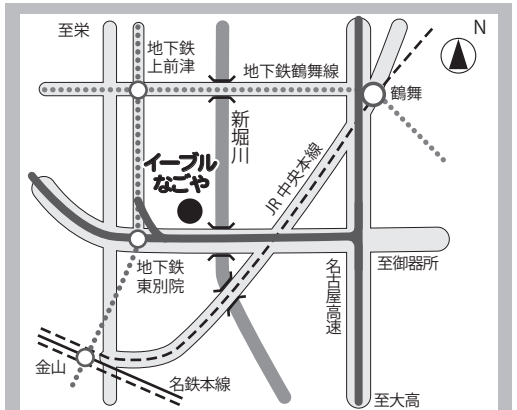 至栄
地下鉄
上前津
地下鉄鶴舞線
N
鶴舞
新堀川
イーブル
なごや
JR中央本線
地下鉄
東別院
名古屋高速
至御器所
金山
名鉄本線
至大高